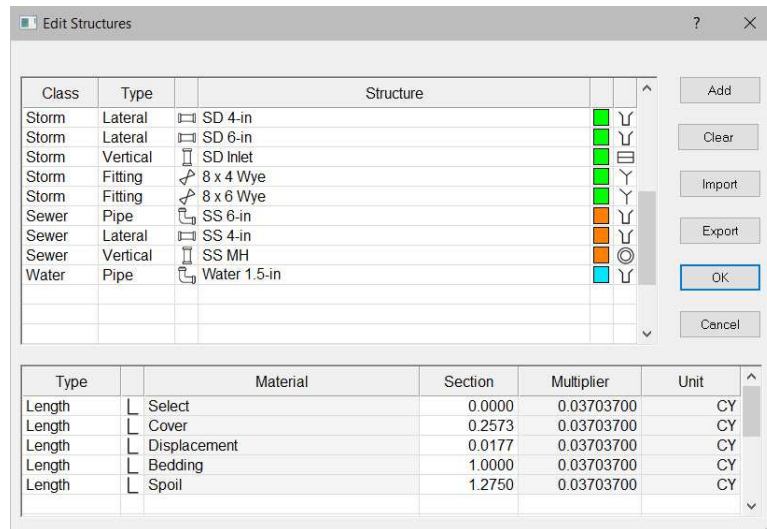 Edit Structures ?
Class Type Structure
Storm Lateral SD 4-in
Storm Lateral SD 6-in
Storm Vertical SD Inlet
Storm Fitting 8 x 4 Wye
Storm Fitting 8 x 6 Wye
Sewer Pipe SS 6-in
Sewer Lateral SS 4-in
Sewer Vertical SS MH
Water Pipe Water 1.5-in
Add
Clear
Import
Export
OK
Cancel
Type Material Section Multiplier Unit
Length Select 0.0000 0.03703700 CY
Length Cover 0.2573 0.03703700 CY
Length Displacement 0.0177 0.03703700 CY
Length Bedding 1.0000 0.03703700 CY
Length Spoil 1.2750 0.03703700 CY